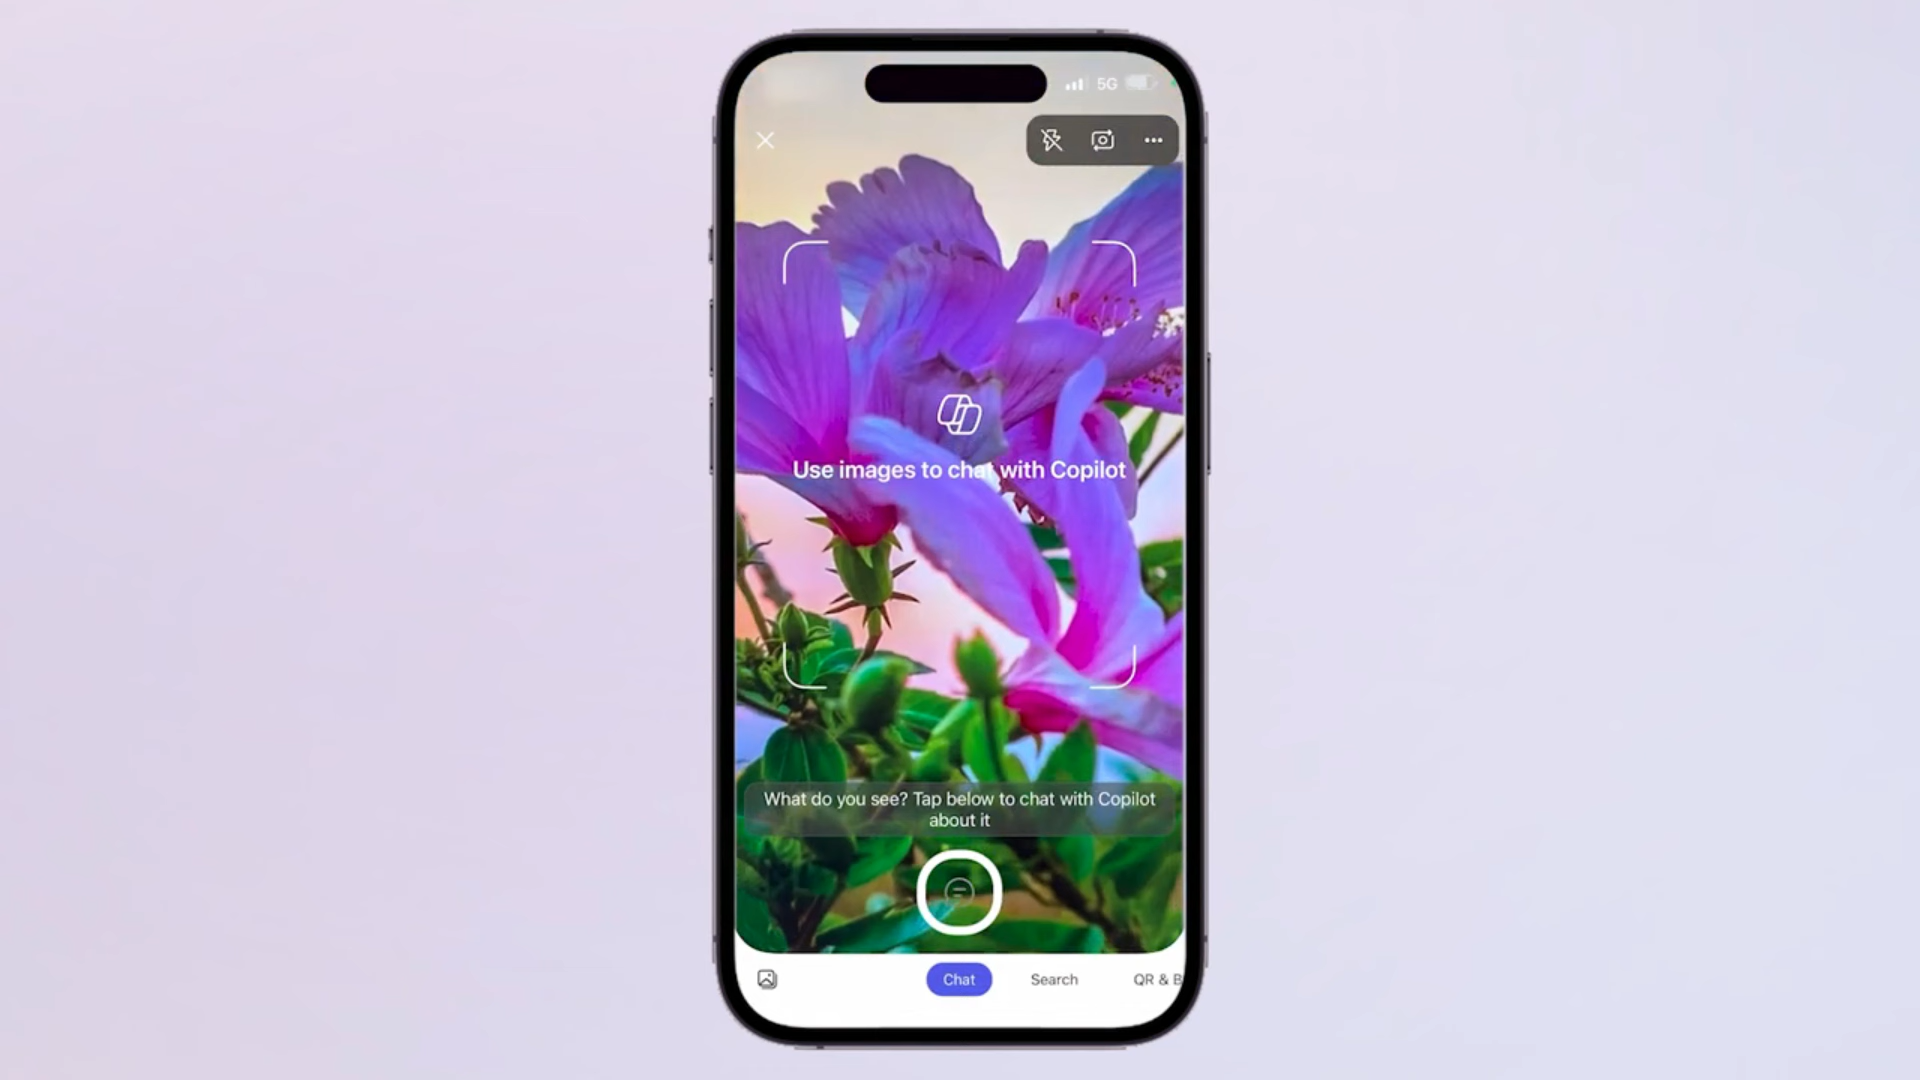 5G
Use images to chat with Copilot
What do you see? Tap below to chat with Copilot
about it
Chat
Search
QR & B